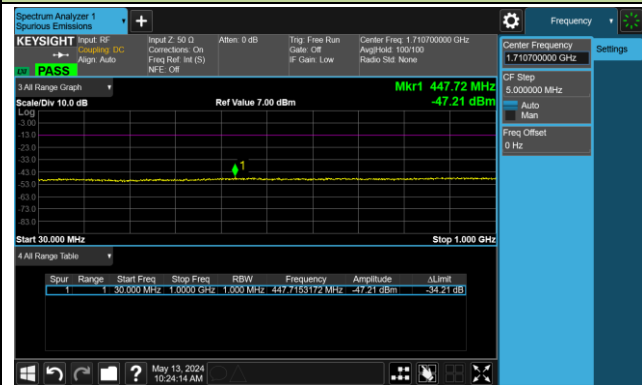 Spectrum Analyzer 1
Spurious Emissions
Frequency
KEYSIGHT Input: RF Input Z: 50 Ω Atten: 0 dB Trig: Free Run Center Freq: 1.710700000 GHz
Coupling: DC Corrections: On Gate: Off Avg|Hold: 100/100
Align: Auto Freq Ref: Int (S) IF Gain: Low Radio Std: None
NFE: Off
PASS
Center Frequency
1.710700000 GHz
Settings
CF Step
5.000000 MHz
Auto
Man
Freq Offset
0 Hz
3 All Range Graph
Mkr1 447.72 MHz
Scale/Div 10.0 dB Ref Value 7.00 dBm -47.21 dBm
Log
-3.00
-13.0
-23.0
-33.0
-43.0
-53.0
-63.0
-73.0
-83.0
1
Start 30.000 MHz Stop 1.000 GHz
4 All Range Table
Spur Range Start Freq Stop Freq RBW Frequency Amplitude ΔLimit
1 1 30.000 MHz 1.0000 GHz 1.000 MHz 447.7153172 MHz -47.21 dBm -34.21 dB
?
May 13, 2024
10:24:14 AM